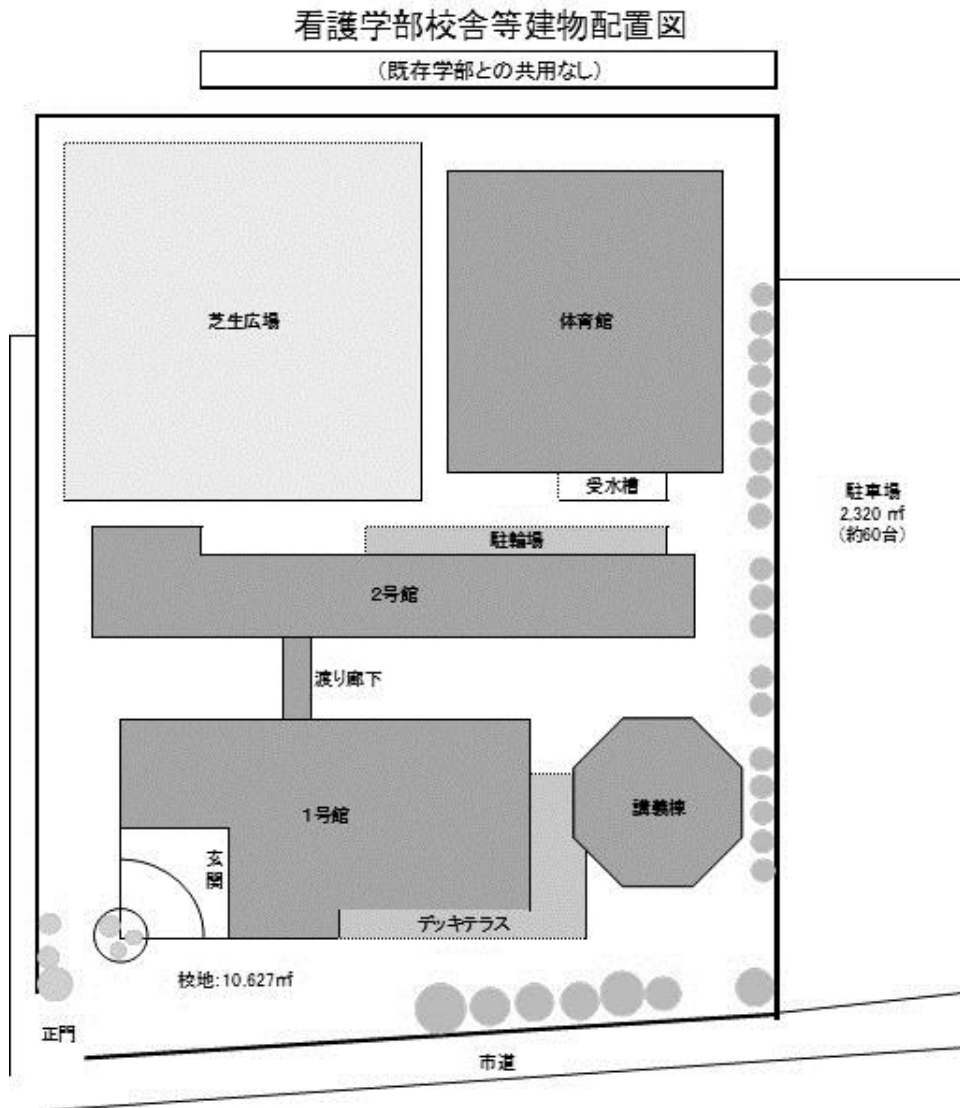 看護学部校舎等建物配置図
(既存学部との共用なし)
芝生広場
体育館
受水槽
駐車場
2,320 ㎡
(約60台)
駐輪場
2号館
渡り廊下
1号館
講義棟
玄
関
デッキテラス
校地:10.627㎡
正門
市道